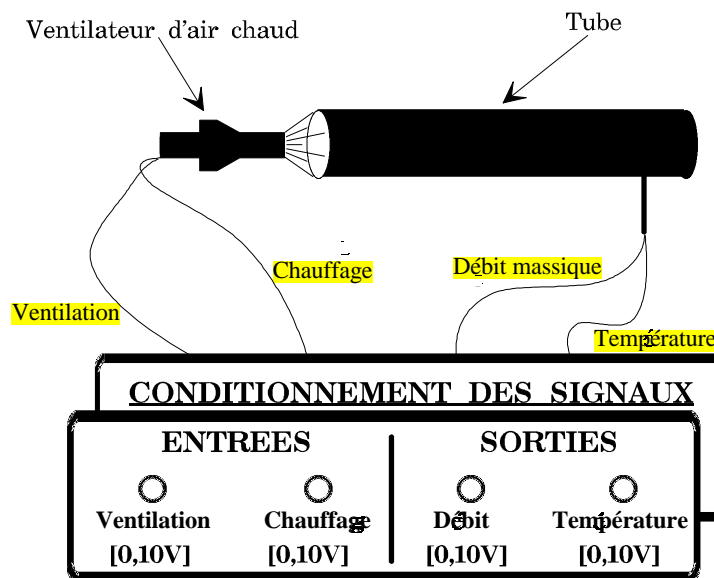 Ventilateur d'air chaud
Tube
Chauffage
Débit massique
Ventilation
Température
CONDITIONNEMENT DES SIGNAUX
ENTREES
SORTIES
Ventilation
Chauffage
Débit
Température
[0,10V]
[0,10V]
[0,10V]
[0,10V]